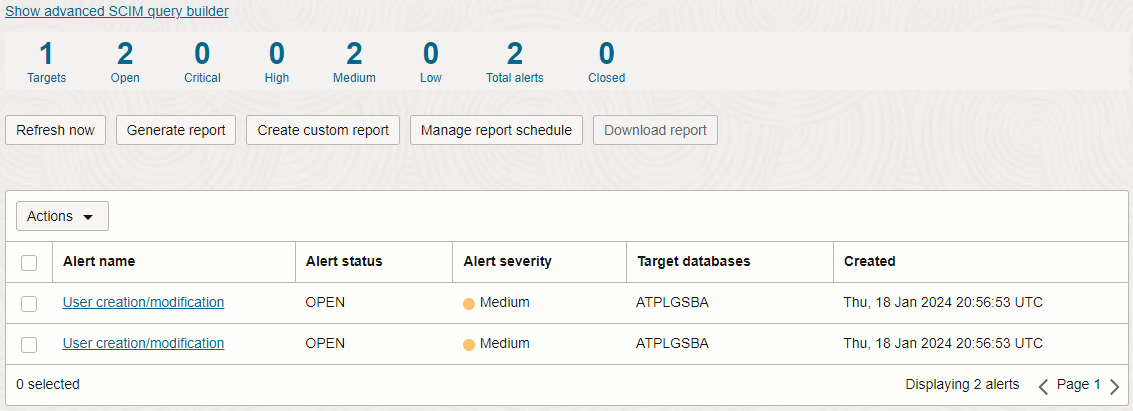 Show advanced SCIM query builder
1 2 0 0 2 0 2 0
Targets Open Critical High Medium Low Total alerts Closed
Refresh now Generate report Create custom report Manage report schedule Download report
Actions
Alert name Alert status Alert severity Target databases Created
User creation/modification OPEN Medium ATPLGSBA Thu, 18 Jan 2024 20:56:53 UTC
User creation/modification OPEN Medium ATPLGSBA Thu, 18 Jan 2024 20:56:53 UTC
0 selected Displaying 2 alerts Page 1